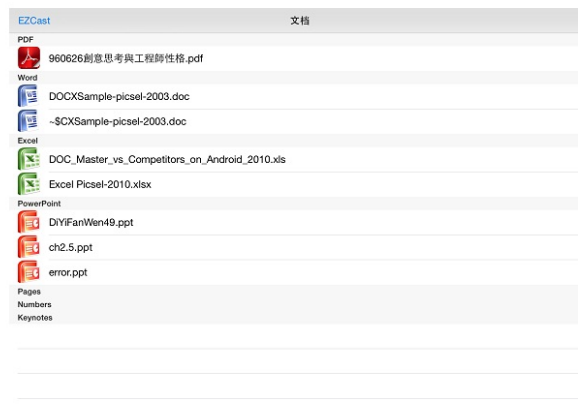 EZCast 文档
PDF
960626創意思考與工程師性格.pdf
Word
DOCXSample-picsel-2003.doc
~$CXSample-picsel-2003.doc
Excel
DOC_Master_vs_Competitors_on_Android_2010.xls
Excel Picsel-2010.xlsx
PowerPoint
DiYiFanWen49.ppt
ch2.5.ppt
error.ppt
Pages
Numbers
Keynotes